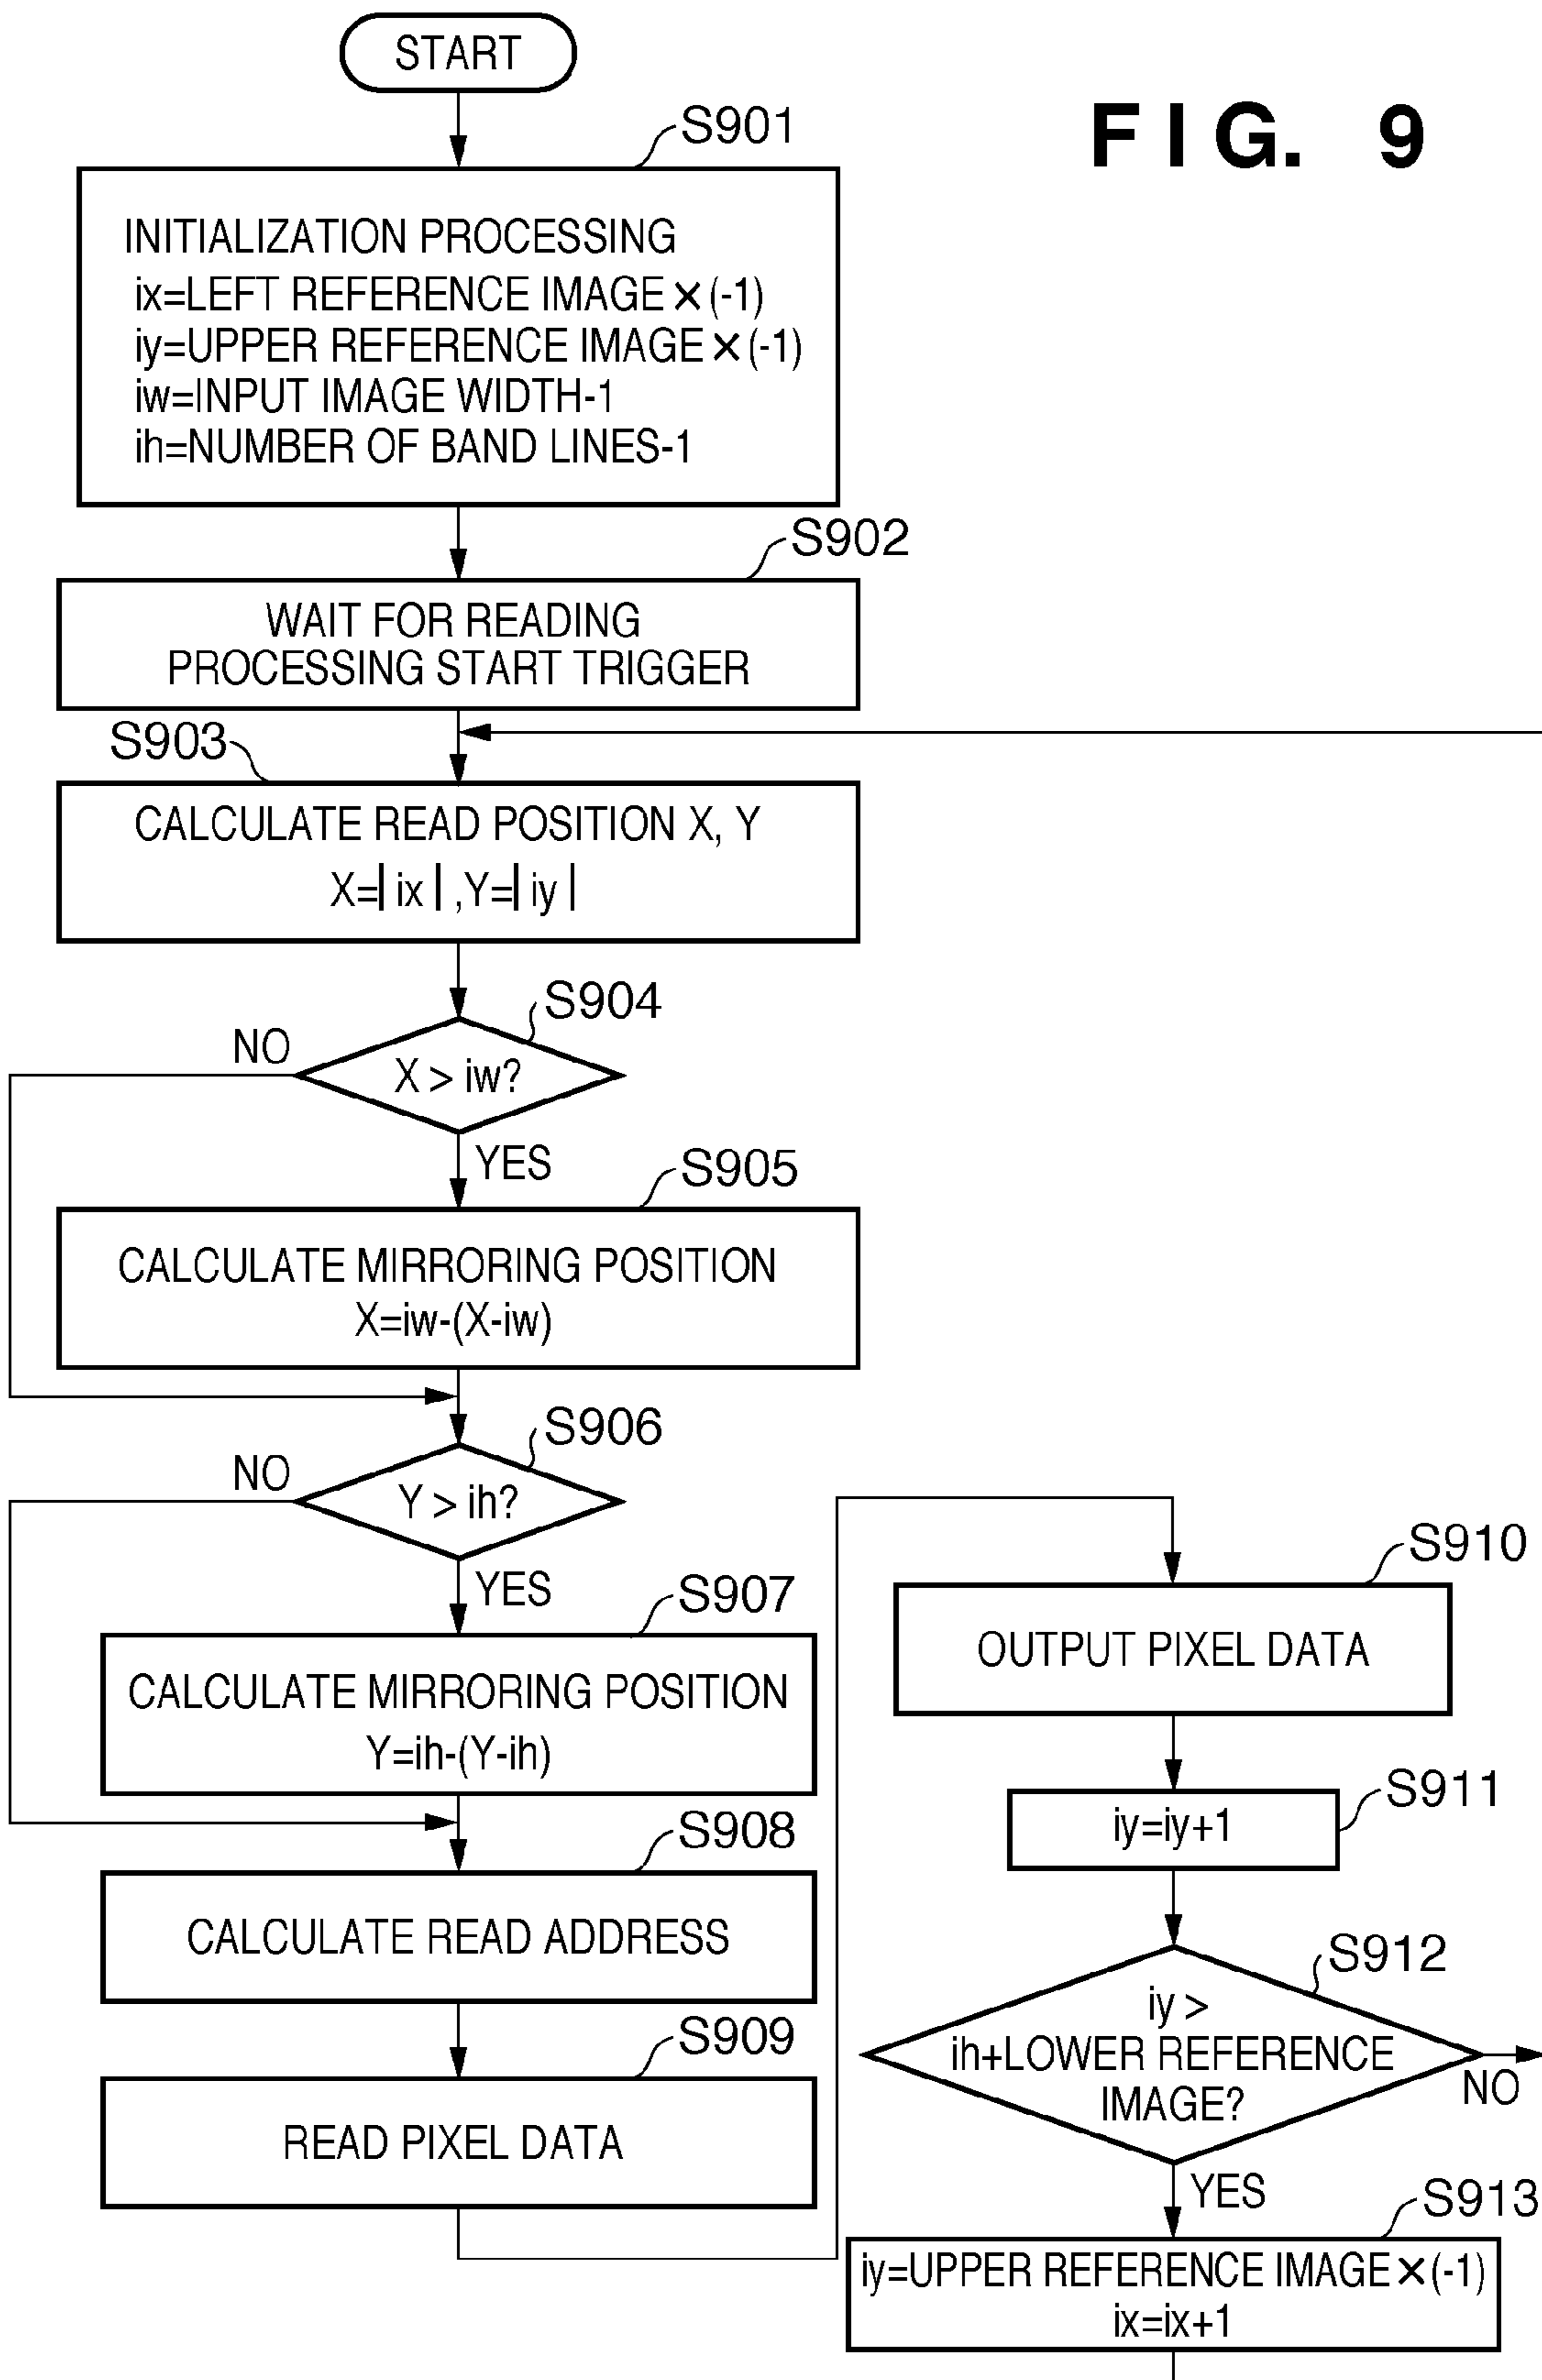 START
FIG. 9
S901
INITIALIZATION PROCESSING
ix=LEFT REFERENCE IMAGE×(-1)
iy=UPPER REFERENCE IMAGE×(-1)
iw=INPUT IMAGE WIDTH-1
ih=NUMBER OF BAND LINES-1
S902
WAIT FOR READING
PROCESSING START TRIGGER
S903
CALCULATE READ POSITION X, Y
X=|ix|,Y=|iy|
S904
NO
X > iw?
YES
S905
CALCULATE MIRRORING POSITION
X=iw-(X-iw)
S906
NO
Y > ih?
YES
S907
CALCULATE MIRRORING POSITION
Y=ih-(Y-ih)
S908
CALCULATE READ ADDRESS
S909
READ PIXEL DATA
S910
OUTPUT PIXEL DATA
S911
iy=iy+1
S912
iy >
ih+LOWER REFERENCE
IMAGE?
NO
YES
S913
iy=UPPER REFERENCE IMAGE×(-1)
ix=ix+1